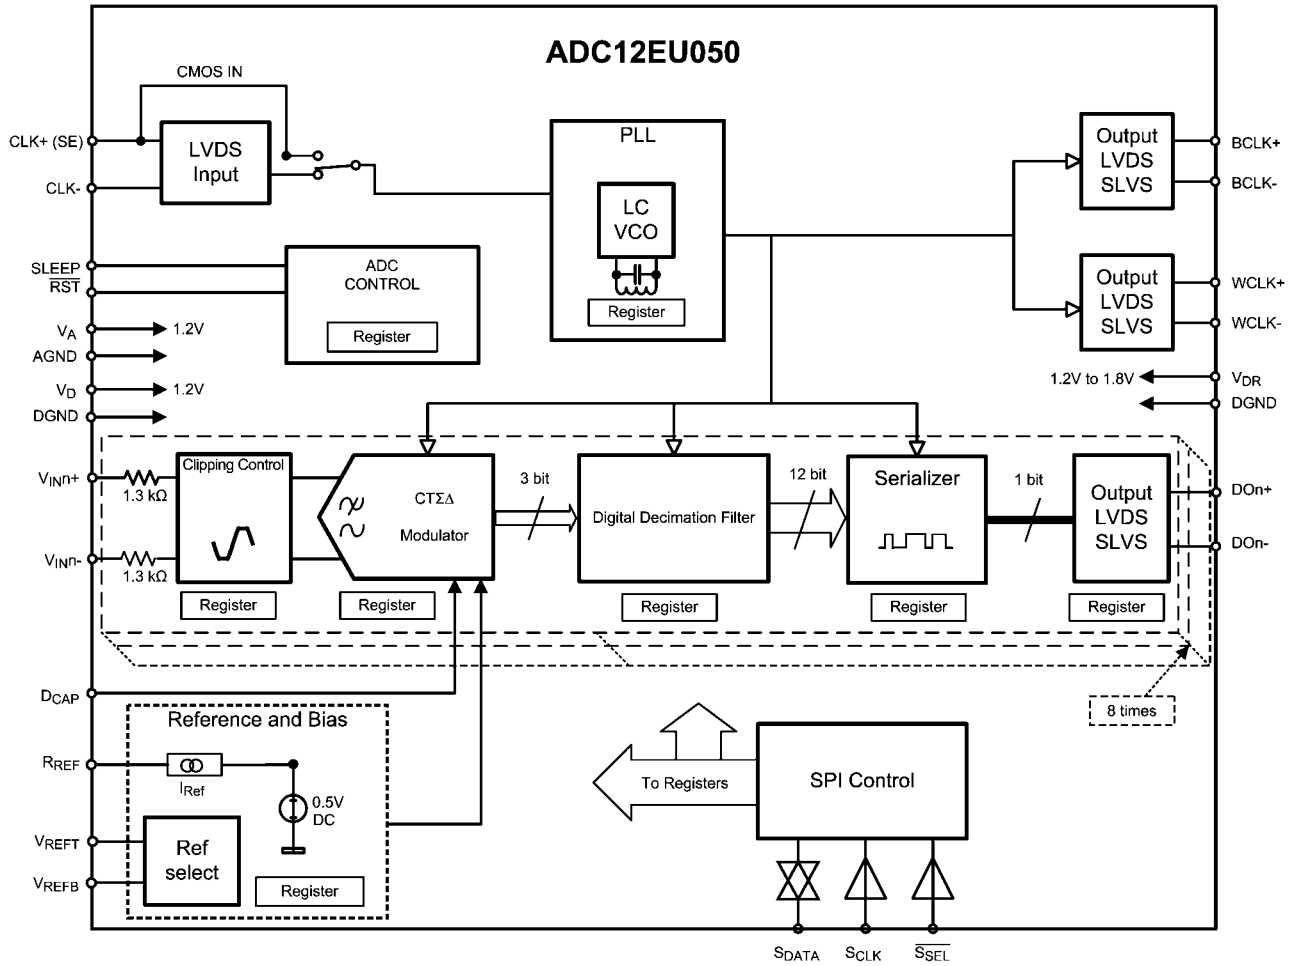 ADC12EU050
CMOS IN
CLK+ (SE)
LVDS
Input
CLK-
PLL
LC
VCO
Register
Output
LVDS
SLVS
BCLK+
BCLK-
SLEEP
RST
ADC
CONTROL
Register
Output
LVDS
SLVS
WCLK+
WCLK-
VA
1.2V
AGND
VD
1.2V
DGND
1.2V to 1.8V
VDR
DGND
VINn+
1.3 kΩ
VINn-
1.3 kΩ
Clipping Control
Register
CTΣΔ
Modulator
Register
3 bit
Digital Decimation Filter
Register
12 bit
Serializer
Register
1 bit
Output
LVDS
SLVS
Register
DOn+
DOn-
8 times
DCAP
Reference and Bias
RREF
IRef
0.5V
DC
VREFT
VREFB
Ref
select
Register
To Registers
SPI Control
SDATA
SCLK
SSEL